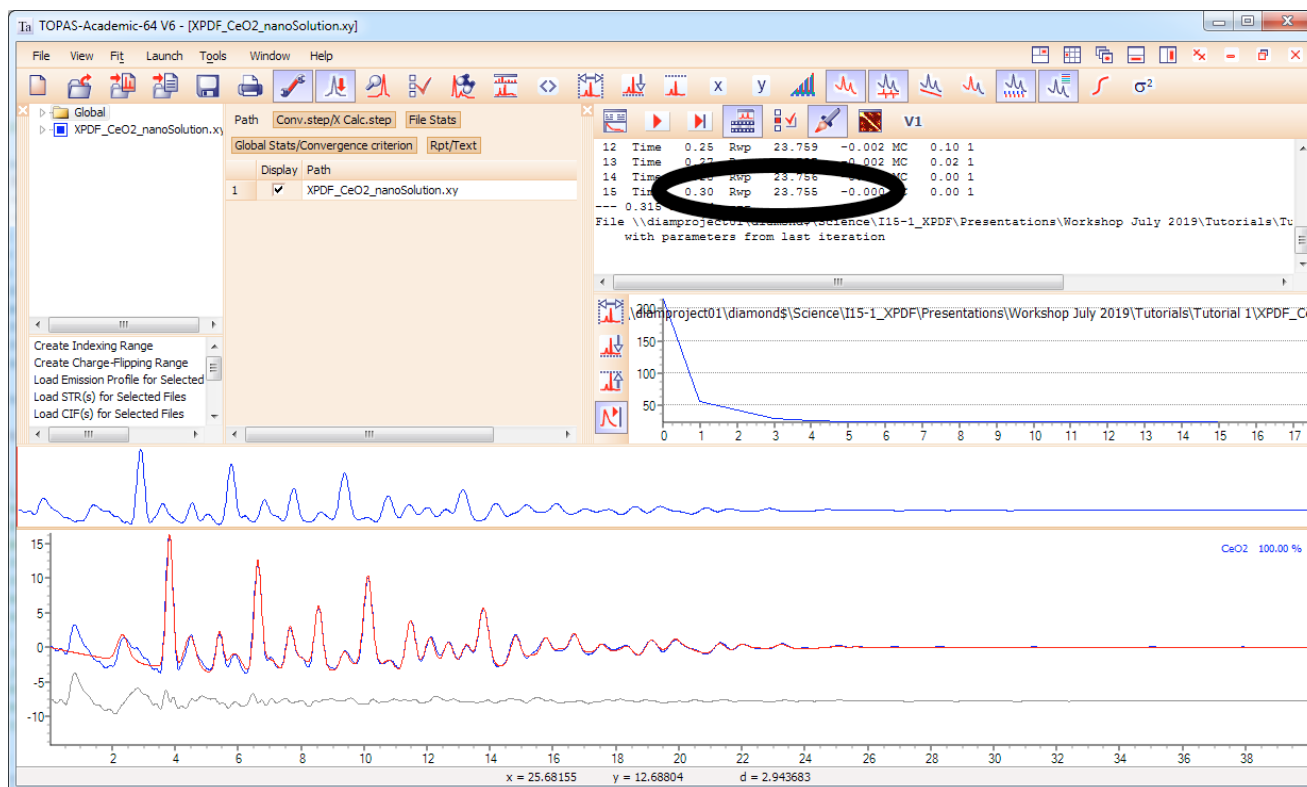 Ta TOPAS-Academic-64 V6 - [XPDF_CeO2_nanoSolution.xy]
File View Fit Launch Tools Window Help
x y σ²
Global
XPDF_CeO2_nanoSolution.xy
Path Conv.step/X Calc.step File Stats
Global Stats/Convergence criterion Rpt/Text
Display Path
1 XPDF_CeO2_nanoSolution.xy
Create Indexing Range
Create Charge-Flipping Range
Load Emission Profile for Selected
Load STR(s) for Selected Files
Load CIF(s) for Selected Files
V1
12 Time 0.25 Rwp 23.759 -0.002 MC 0.10 1
13 Time -0.002 MC 0.02 1
14 Time Rwp 23.756 MC 0.00 1
15 0.30 Rwp 23.755 -0.000 MC 0.00 1
--- 0.315
File \\diamproject01\diamond$\Science\I15-1_XPDF\Presentations\Workshop July 2019\Tutorials\Tu
with parameters from last iteration
.\diamproject01\diamond$\Science\I15-1_XPDF\Presentations\Workshop July 2019\Tutorials\Tutorial 1\XPDF_Ce
200
150
100
50
0 1 2 3 4 5 6 7 8 9 10 11 12 13 14 15 16 17
CeO2 100.00 %
15
10
5
0
-5
-10
2 4 6 8 10 12 14 16 18 20 22 24 26 28 30 32 34 36 38
x = 25.68155 y = 12.68804 d = 2.943683